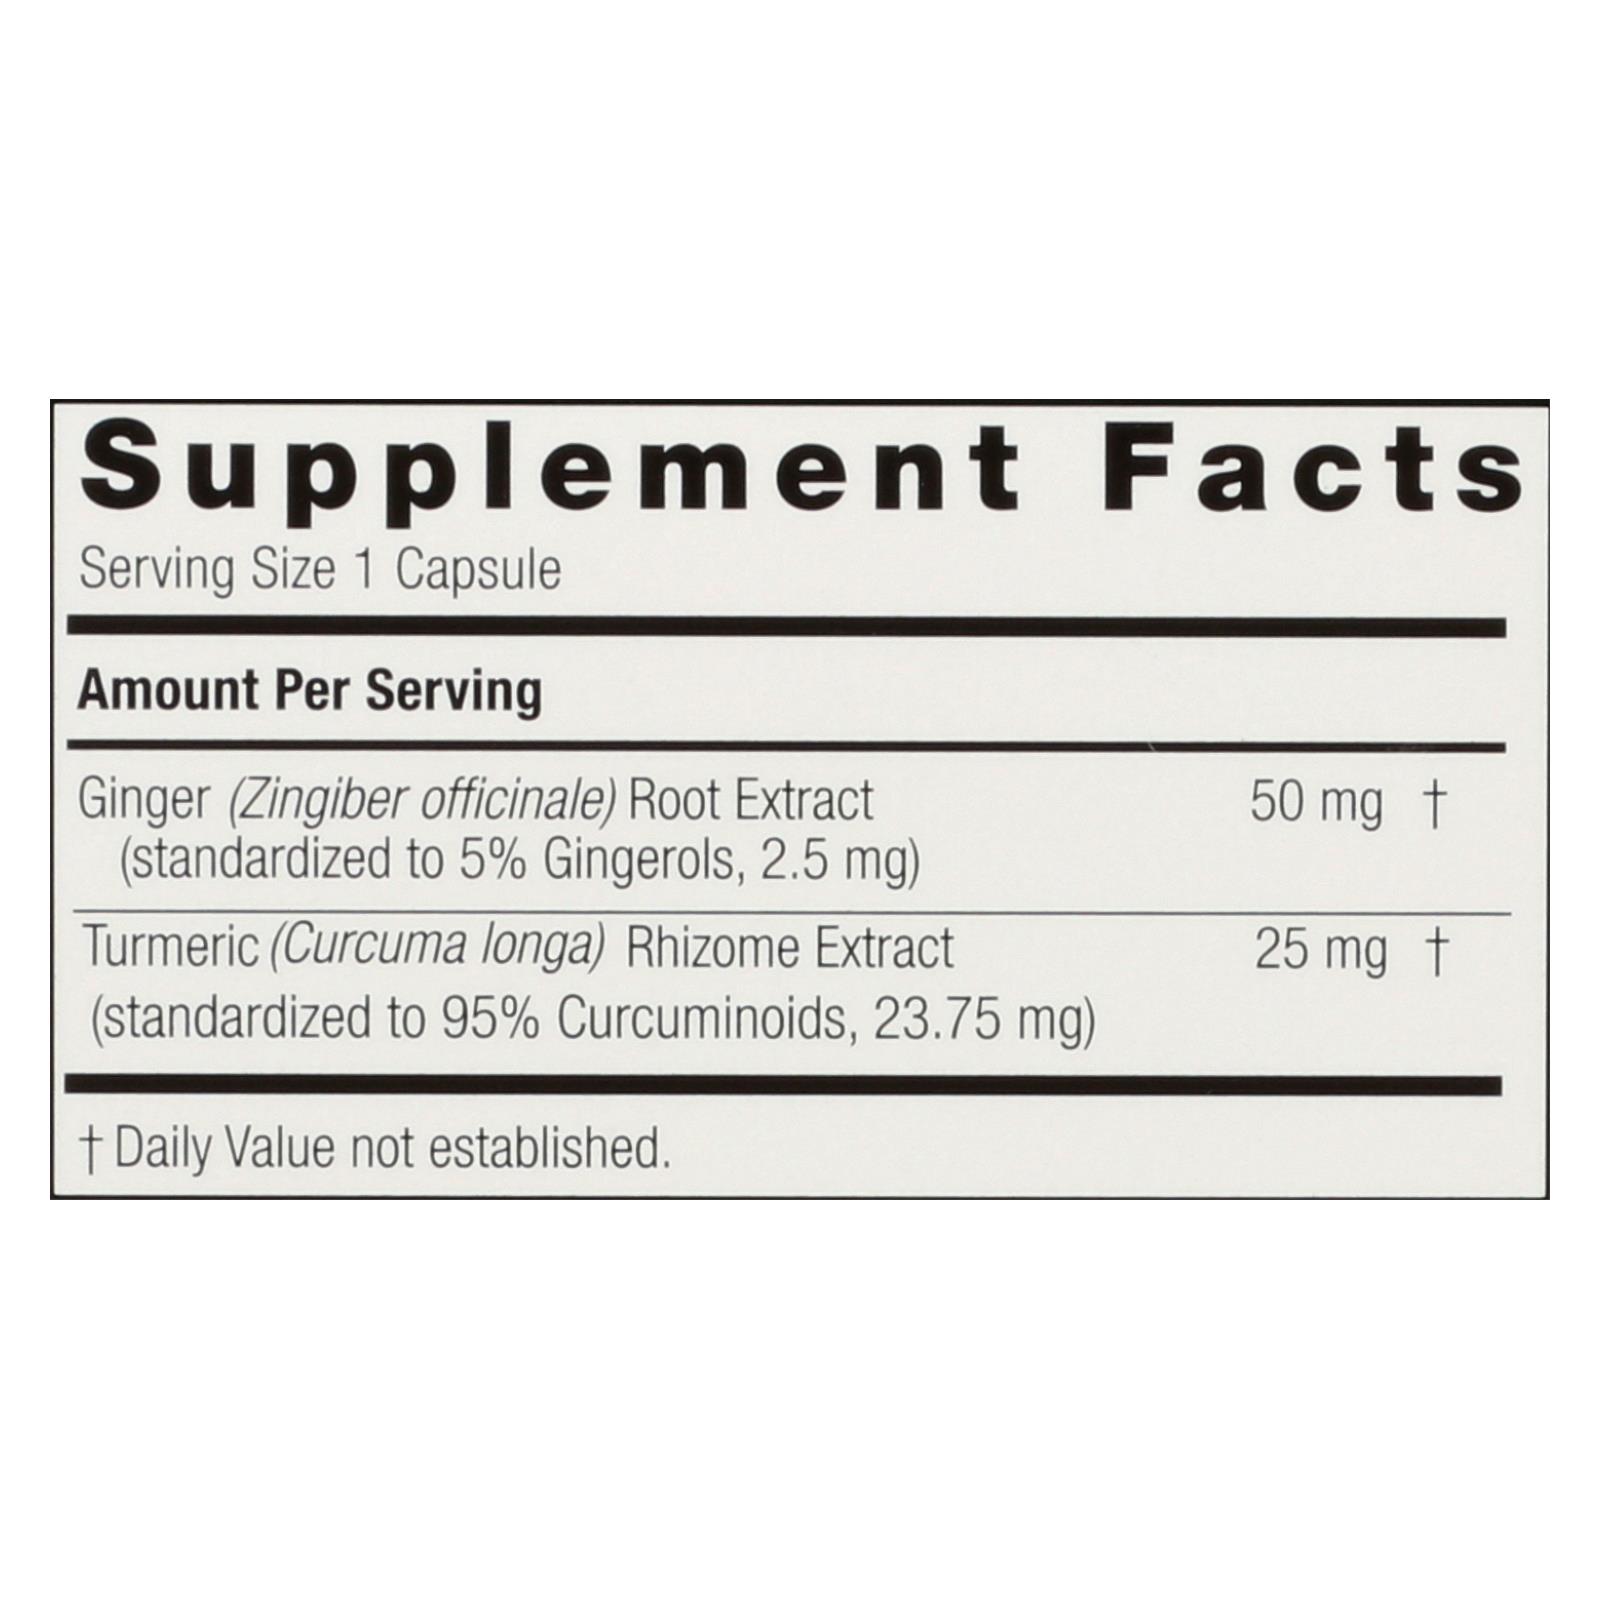 Supplement Facts
Serving Size 1 Capsule
Amount Per Serving
Ginger (Zingiber officinale) Root Extract 50 mg †
(standardized to 5% Gingerols, 2.5 mg)
Turmeric (Curcuma longa) Rhizome Extract 25 mg †
(standardized to 95% Curcuminoids, 23.75 mg)
† Daily Value not established.